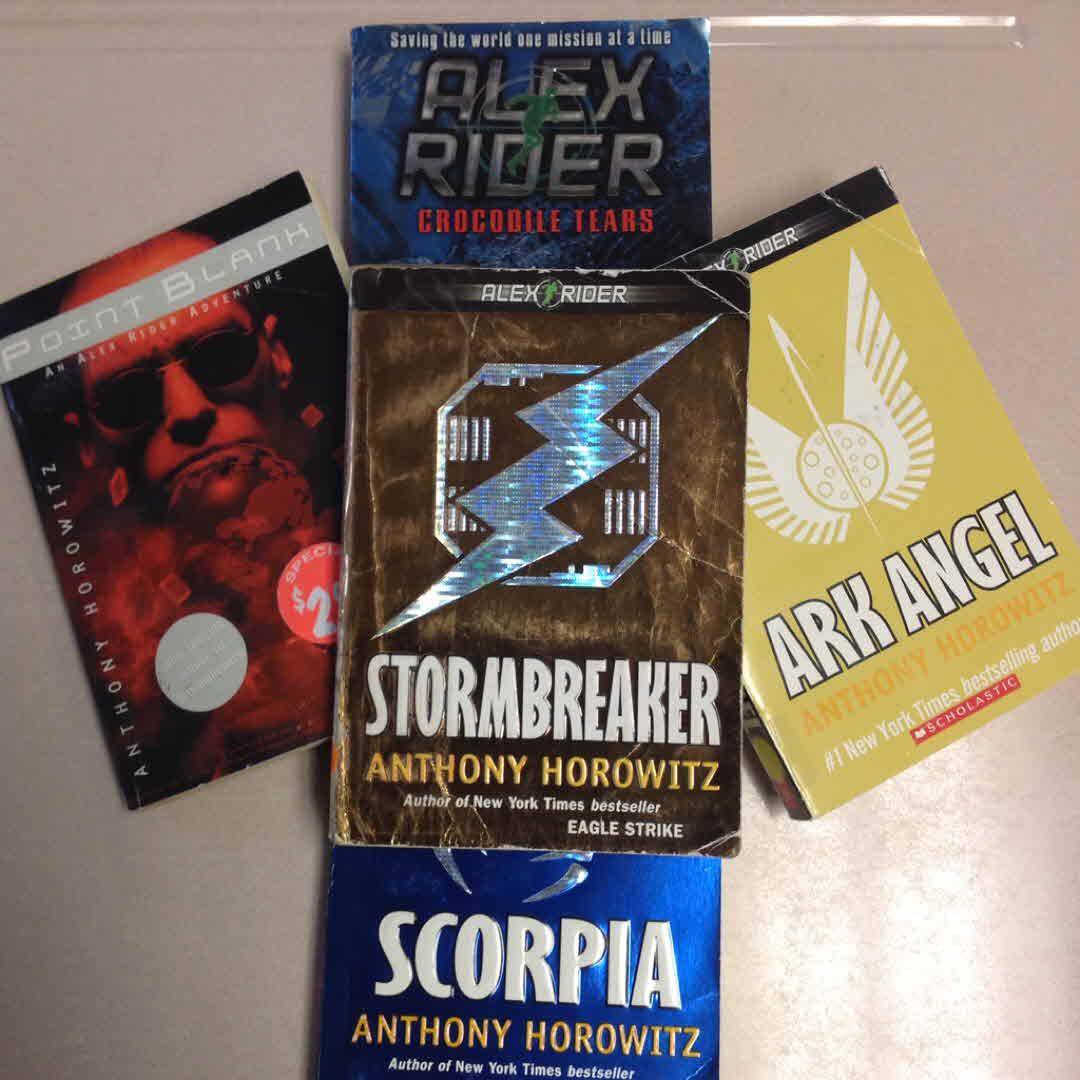 Saving the world one mission at a time
ALEX
RIDER
CROCODILE TEARS
POINT BLANK
AN ALEX RIDER ADVENTURE
ANTHONY HOROWITZ
SPECIAL
ALEX RIDER
STORMBREAKER
ANTHONY HOROWITZ
Author of New York Times bestseller
EAGLE STRIKE
RIDER
ARK ANGEL
ANTHONY HOROWITZ
#1 New York Times bestselling author
SCHOLASTIC
SCORPIA
ANTHONY HOROWITZ
Author of New York Times bestseller